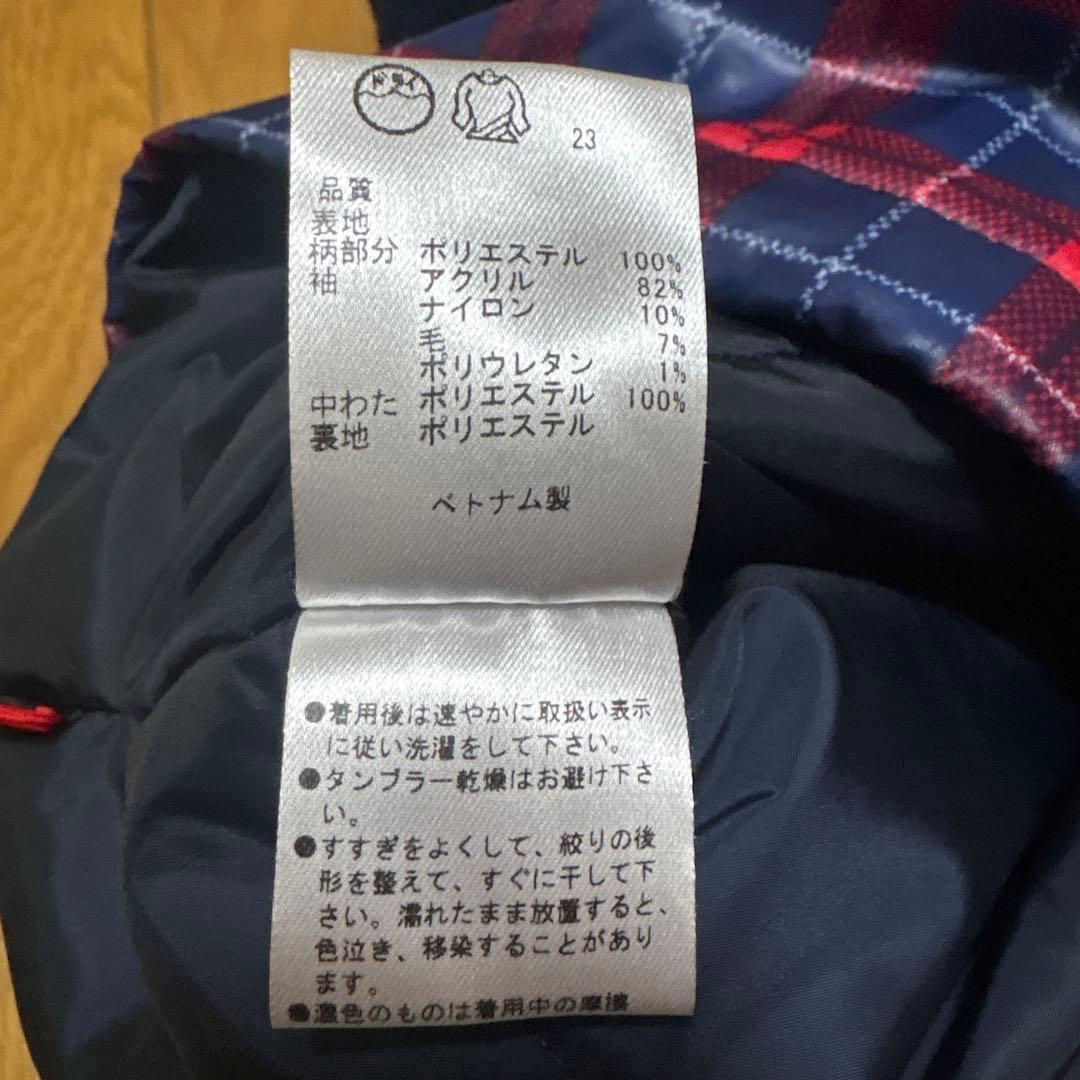 ドライ
23
品質
表地
柄部分 ポリエステル 100%
袖 アクリル 82%
ナイロン 10%
毛 7%
ポリウレタン 1%
中わた ポリエステル 100%
裏地 ポリエステル
ベトナム製
●着用後は速やかに取扱い表示
に従い洗濯をして下さい。
●タンブラー乾燥はお避け下さ
い。
●すすぎをよくして、絞りの後
形を整えて、すぐに干して下
さい。濡れたまま放置すると、
色泣き、移染することがあり
ます。
●濃色のものは着用中の摩擦